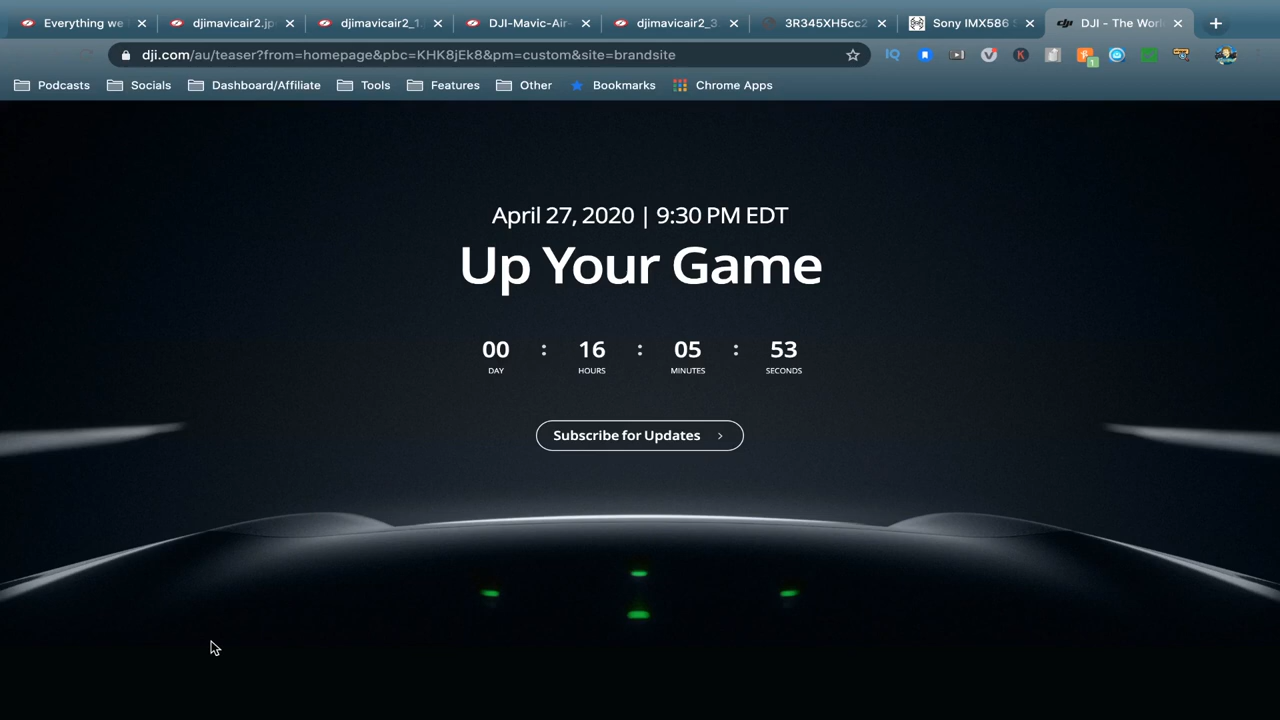 Everything we
djimavicair2.jp
djimavicair2_1.
DJI-Mavic-Air-
djimavicair2_3
3R345XH5cc2
Sony IMX586 S
DJI - The Worl
dji.com/au/teaser?from=homepage&pbc=KHK8jEk8&pm=custom&site=brandsite
Podcasts
Socials
Dashboard/Affiliate
Tools
Features
Other
Bookmarks
Chrome Apps
April 27, 2020 | 9:30 PM EDT
Up Your Game
00 : 16 : 05 : 53
DAY HOURS MINUTES SECONDS
Subscribe for Updates >